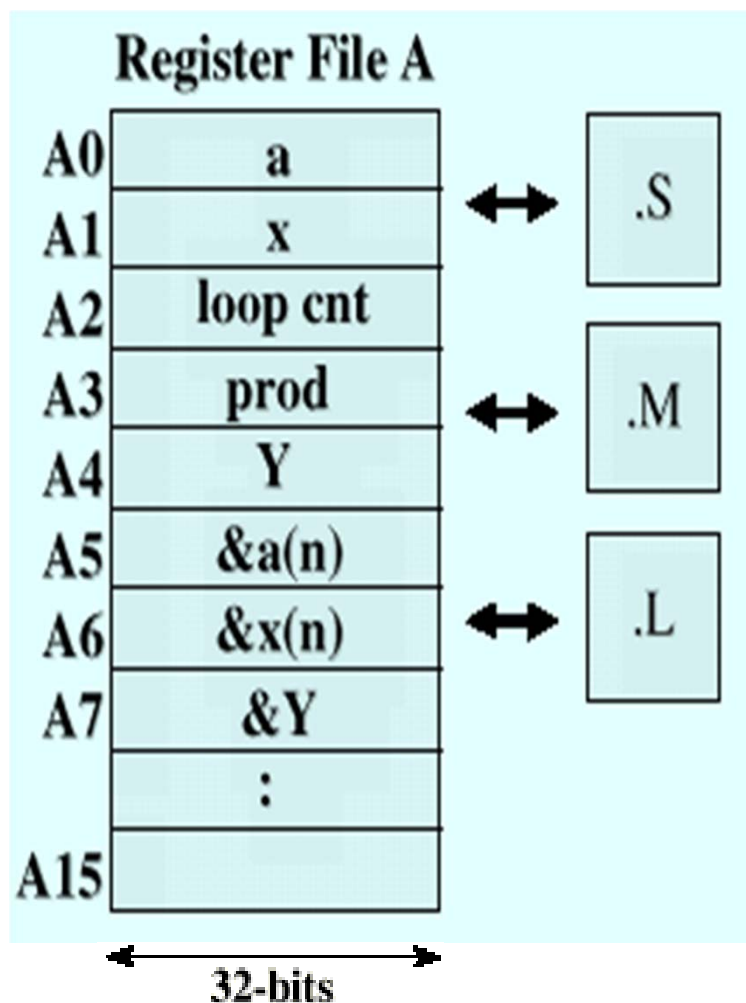 Register File A
A0 a
A1 x
A2 loop cnt
A3 prod
A4 Y
A5 &a(n)
A6 &x(n)
A7 &Y
:
A15
32-bits
.S
.M
.L